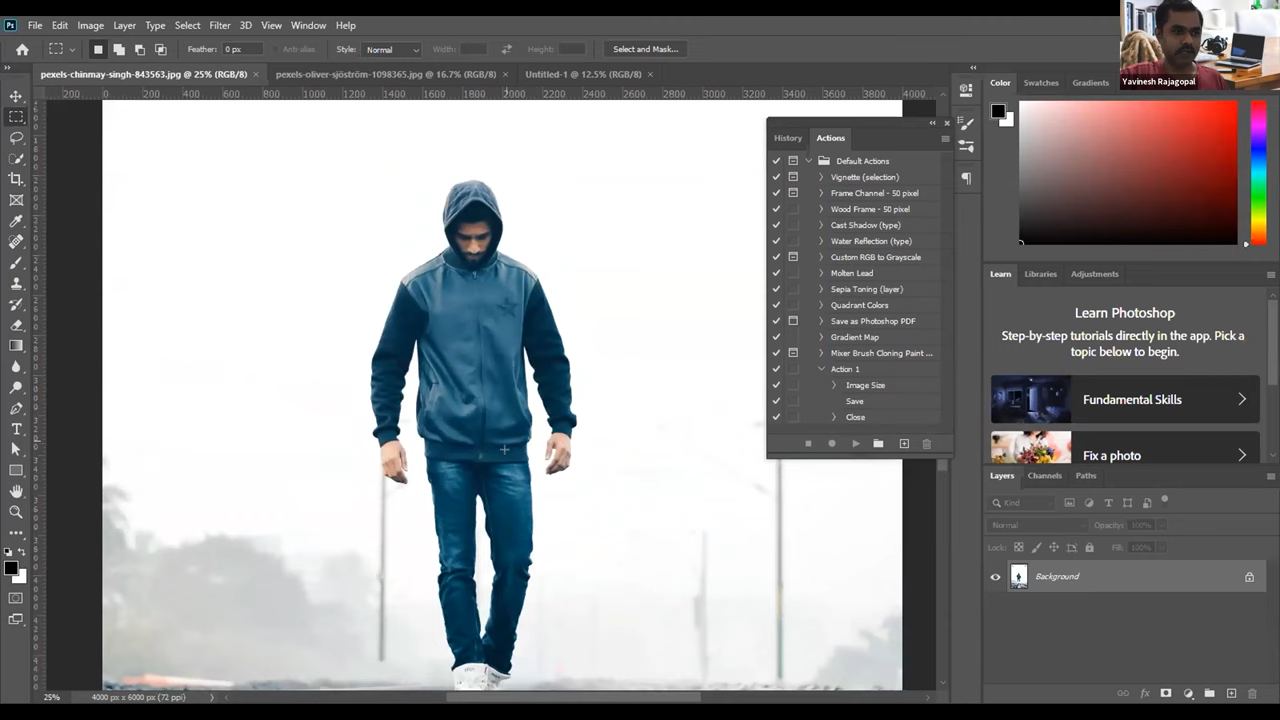 Ps File Edit Image Layer Type Select Filter 3D View Window Help
Feather: 0 px Anti-alias Style: Normal Width: Height: Select and Mask...
pexels-chinmay-singh-843563.jpg @ 25% (RGB/8) × pexels-oliver-sjöström-1098365.jpg @ 16.7% (RGB/8) × Untitled-1 @ 12.5% (RGB/8) ×
Yavinesh Rajagopal
Color Swatches Gradients
200 0 200 400 600 800 1000 1200 1400 1600 1800 2000 2200 2400 2600 2800 3000 3200 3400 3600 3800 4000
History Actions
Default Actions
Vignette (selection)
Frame Channel - 50 pixel
Wood Frame - 50 pixel
Cast Shadow (type)
Water Reflection (type)
Custom RGB to Grayscale
Molten Lead
Sepia Toning (layer)
Quadrant Colors
Save as Photoshop PDF
Gradient Map
Mixer Brush Cloning Paint ...
Action 1
Image Size
Save
Close
Learn Libraries Adjustments
Learn Photoshop
Step-by-step tutorials directly in the app. Pick a
topic below to begin.
Fundamental Skills
Fix a photo
Layers Channels Paths
Kind
Normal Opacity: 100%
Lock: Fill: 100%
Background
25% 4000 px x 6000 px (72 ppi)